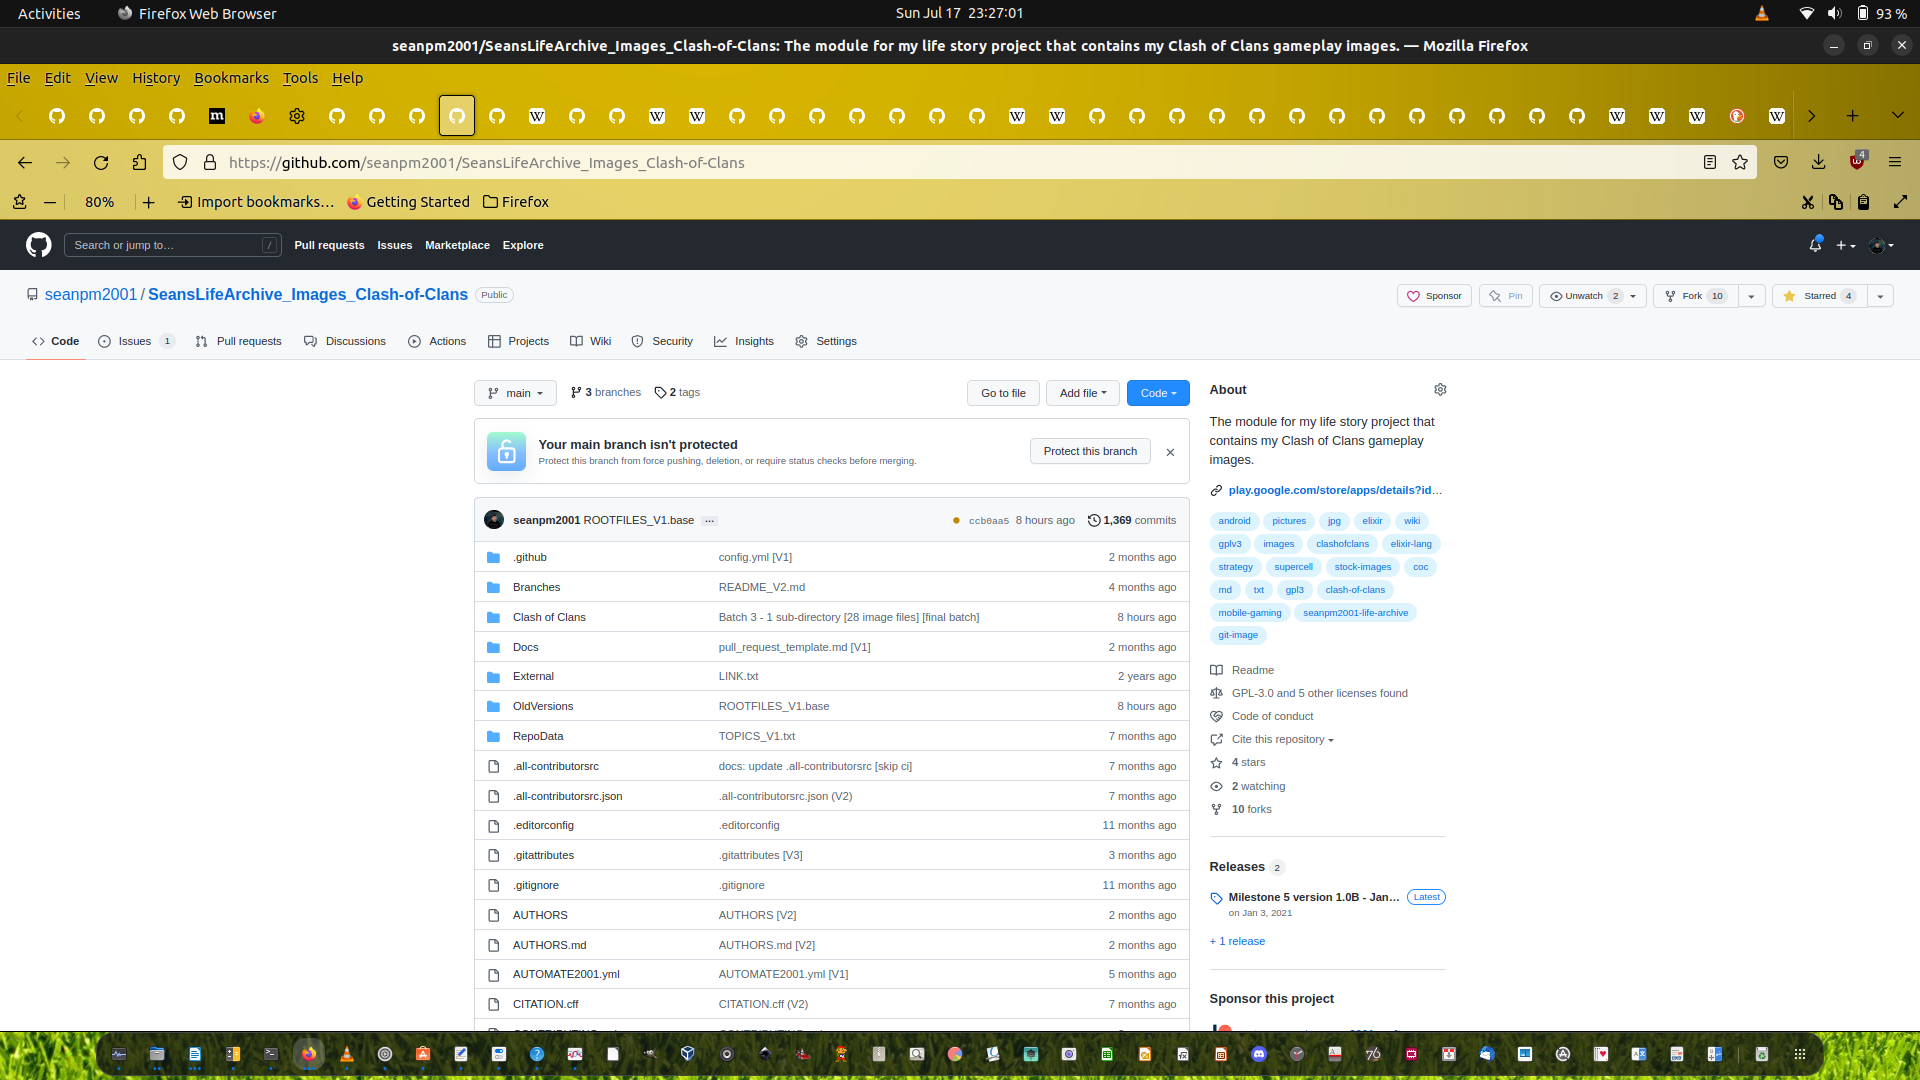 Activities
Firefox Web Browser
Sun Jul 17 23:27:01
93 %
seanpm2001/SeansLifeArchive_Images_Clash-of-Clans: The module for my life story project that contains my Clash of Clans gameplay images. — Mozilla Firefox
File Edit View History Bookmarks Tools Help
https://github.com/seanpm2001/SeansLifeArchive_Images_Clash-of-Clans
4
80%
Import bookmarks…
Getting Started
Firefox
Search or jump to…
/
Pull requests
Issues
Marketplace
Explore
seanpm2001 / SeansLifeArchive_Images_Clash-of-Clans
Public
Sponsor
Pin
Unwatch 2
Fork 10
Starred 4
Code
Issues 1
Pull requests
Discussions
Actions
Projects
Wiki
Security
Insights
Settings
main
3 branches
2 tags
Go to file
Add file
Code
Your main branch isn't protected
Protect this branch from force pushing, deletion, or require status checks before merging.
Protect this branch
seanpm2001 ROOTFILES_V1.base ...
ccb0aa5 8 hours ago
1,369 commits
.github config.yml [V1] 2 months ago
Branches README_V2.md 4 months ago
Clash of Clans Batch 3 - 1 sub-directory [28 image files] [final batch] 8 hours ago
Docs pull_request_template.md [V1] 2 months ago
External LINK.txt 2 years ago
OldVersions ROOTFILES_V1.base 8 hours ago
RepoData TOPICS_V1.txt 7 months ago
.all-contributorsrc docs: update .all-contributorsrc [skip ci] 7 months ago
.all-contributorsrc.json .all-contributorsrc.json (V2) 7 months ago
.editorconfig .editorconfig 11 months ago
.gitattributes .gitattributes [V3] 3 months ago
.gitignore .gitignore 11 months ago
AUTHORS AUTHORS [V2] 2 months ago
AUTHORS.md AUTHORS.md [V2] 2 months ago
AUTOMATE2001.yml AUTOMATE2001.yml [V1] 5 months ago
CITATION.cff CITATION.cff (V2) 7 months ago
About
The module for my life story project that
contains my Clash of Clans gameplay
images.
play.google.com/store/apps/details?id…
android pictures jpg elixir wiki
gplv3 images clashofclans elixir-lang
strategy supercell stock-images coc
md txt gpl3 clash-of-clans
mobile-gaming seanpm2001-life-archive
git-image
Readme
GPL-3.0 and 5 other licenses found
Code of conduct
Cite this repository
4 stars
2 watching
10 forks
Releases 2
Milestone 5 version 1.0B - Jan… Latest
on Jan 3, 2021
+ 1 release
Sponsor this project